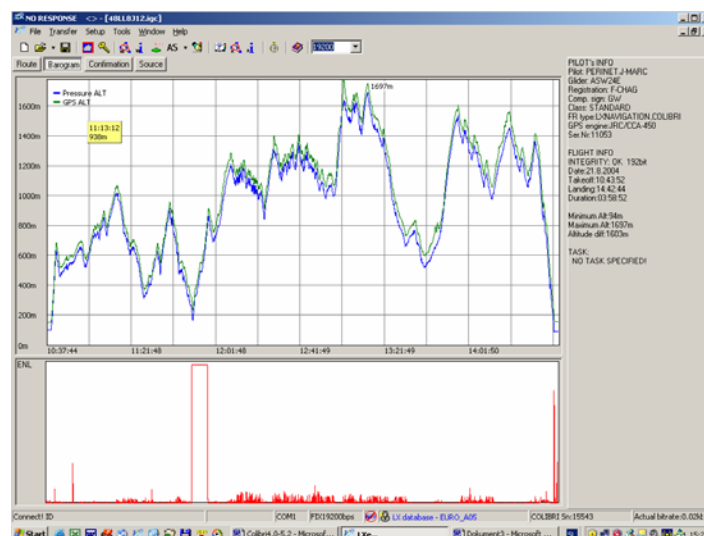 NO RESPONSE <> - [48LL8J12.igc]
File Transfer Setup Tools Window Help
AS
19200
Route Barogram Confirmation Source
Pressure ALT
GPS ALT
1697m
11:13:12
938m
1600m
1400m
1200m
1000m
800m
600m
400m
200m
0m
10:37:44 11:21:48 12:01:48 12:41:49 13:21:49 14:01:50
ENL
PILOT's INFO
Pilot: PERINET J-MARC
Glider: ASW24E
Registration: F-CHAG
Comp. sign: GW
Class: STANDARD
FR type:LXNAVIGATION,COLIBRI
GPS engine:JRC/CCA-450
Ser.Nr:11053
FLIGHT INFO
INTEGRITY: OK 192bit
Date:21.8.2004
Takeoff:10:43:52
Landing:14:42:44
Duration:03:58:52
Minimum Alt:94m
Maximum Alt:1697m
Altitude diff:1603m
TASK:
NO TASK SPECIFIED!
Connect! ID COM1 FIX19200bps LX database - EURO_A05 COLIBRI Sn:15543 Actual bitrate:0.02kb
Start Colibri4.0-5.2 - Microsof... LXe... Dokument3 - Microsoft ...